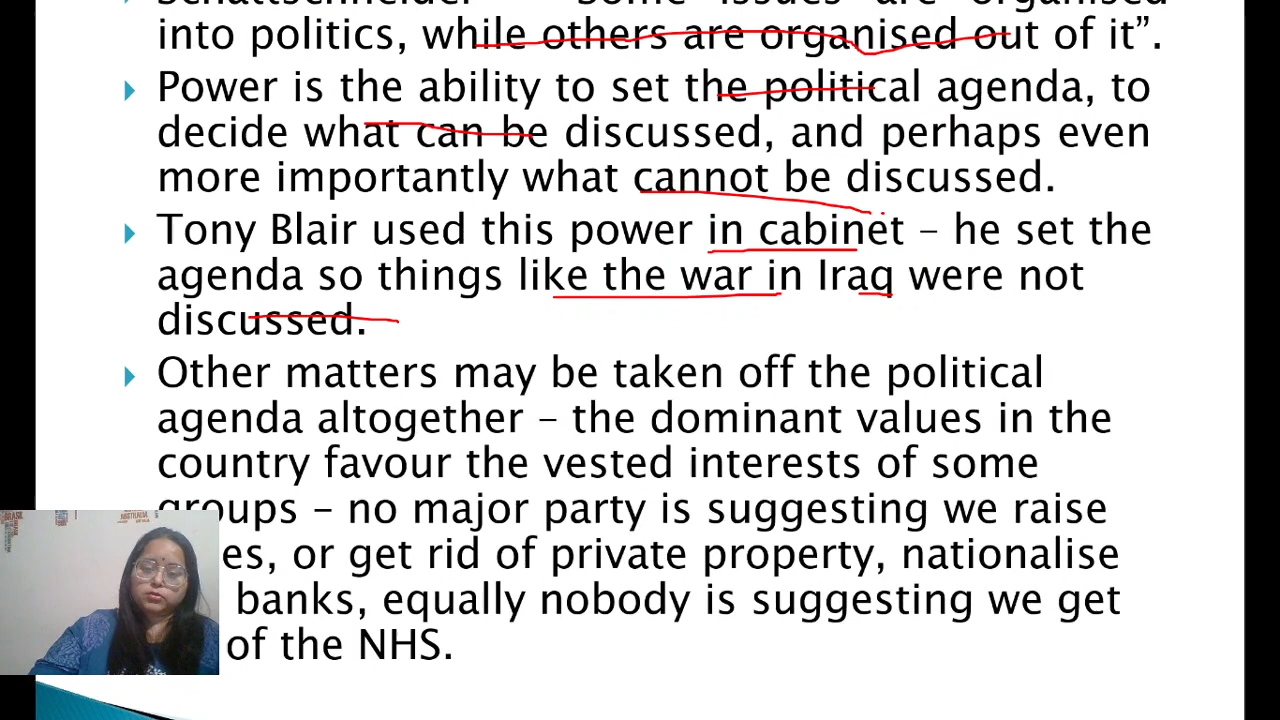 into politics, while others are organised out of it”.
Power is the ability to set the political agenda, to
decide what can be discussed, and perhaps even
more importantly what cannot be discussed.
Tony Blair used this power in cabinet – he set the
agenda so things like the war in Iraq were not
discussed.
Other matters may be taken off the political
agenda altogether – the dominant values in the
country favour the vested interests of some
groups – no major party is suggesting we raise
es, or get rid of private property, nationalise
banks, equally nobody is suggesting we get
of the NHS.